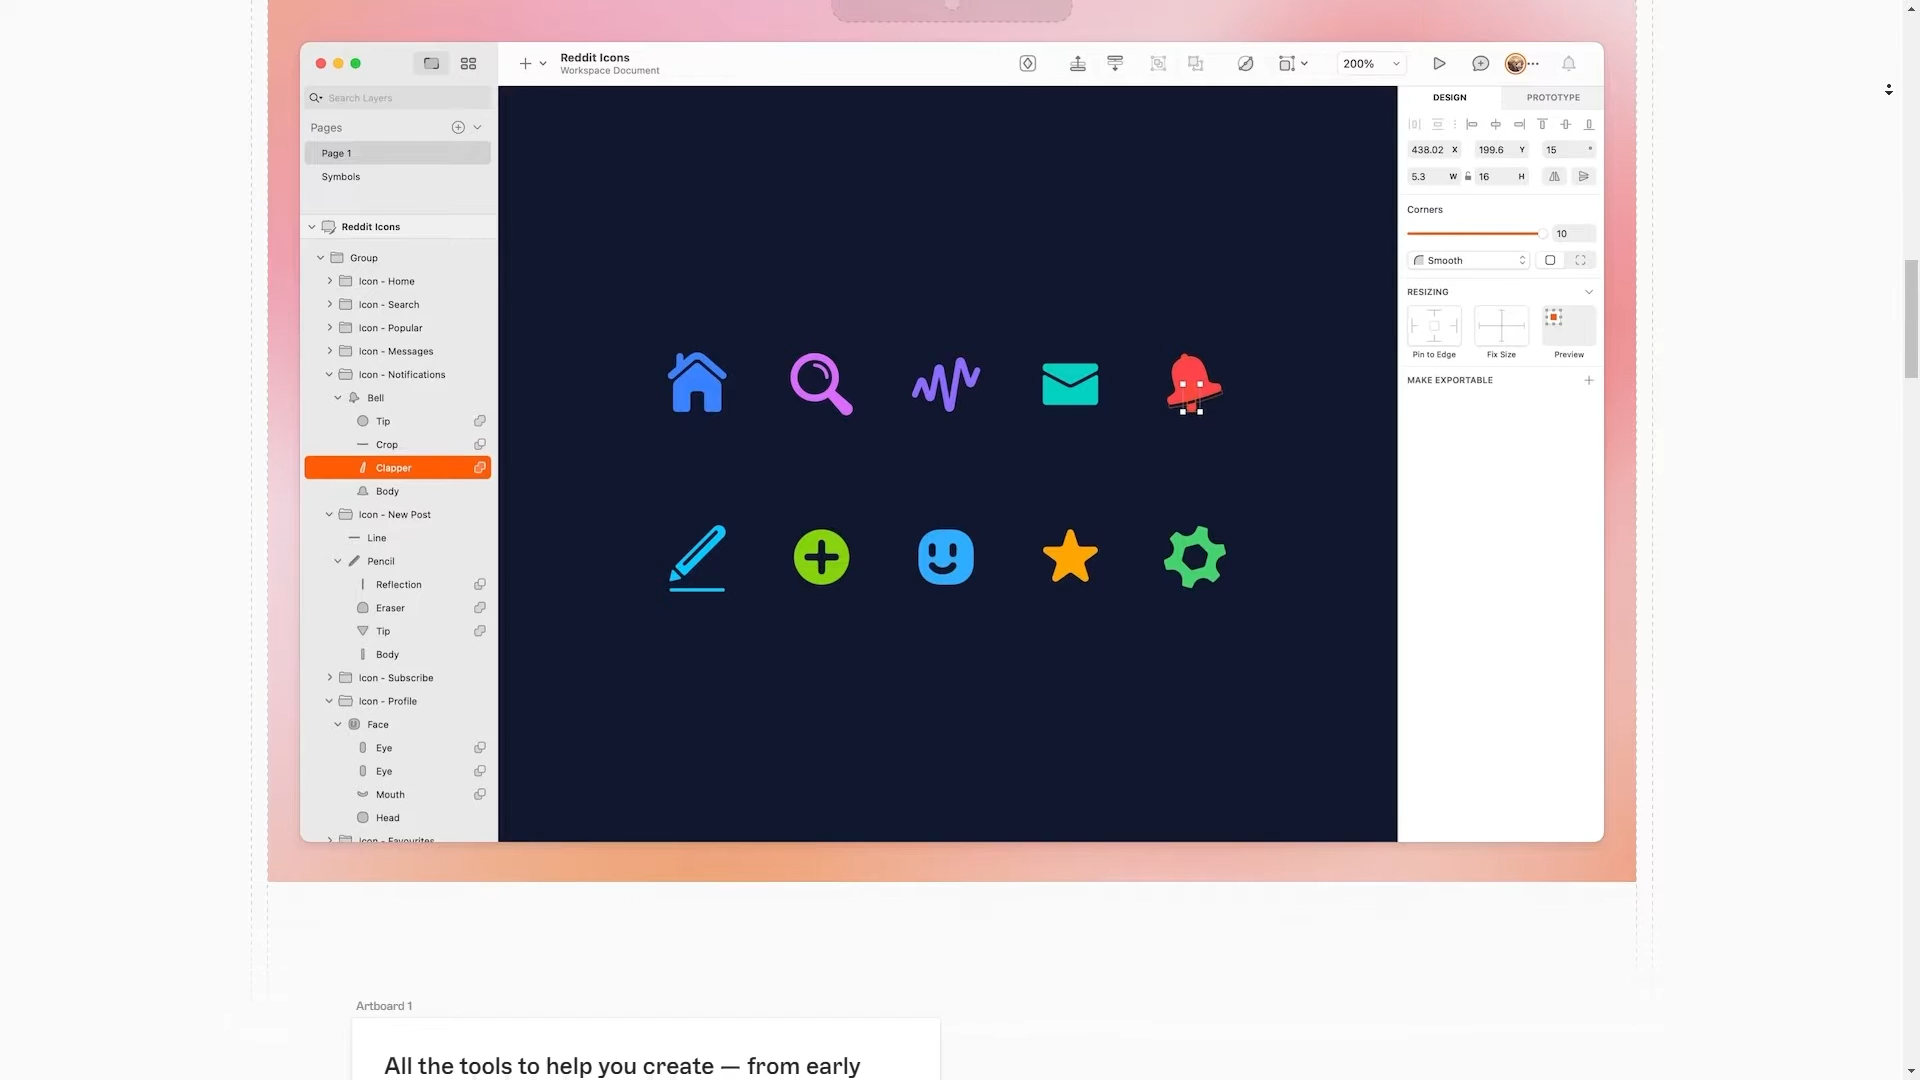 Reddit Icons
Workspace Document
200%
Search Layers
DESIGN
PROTOTYPE
Pages
Page 1
438.02 X
199.6 Y
15 °
Symbols
5.3 W
16 H
Corners
10
Reddit Icons
Smooth
Group
Icon - Home
RESIZING
Icon - Search
Icon - Popular
Icon - Messages
Pin to Edge
Fix Size
Preview
Icon - Notifications
MAKE EXPORTABLE
Bell
Tip
Crop
Clapper
Body
Icon - New Post
Line
Pencil
Reflection
Eraser
Tip
Body
Icon - Subscribe
Icon - Profile
Face
Eye
Eye
Mouth
Head
Icon - Favourites
Artboard 1
All the tools to help you create — from early